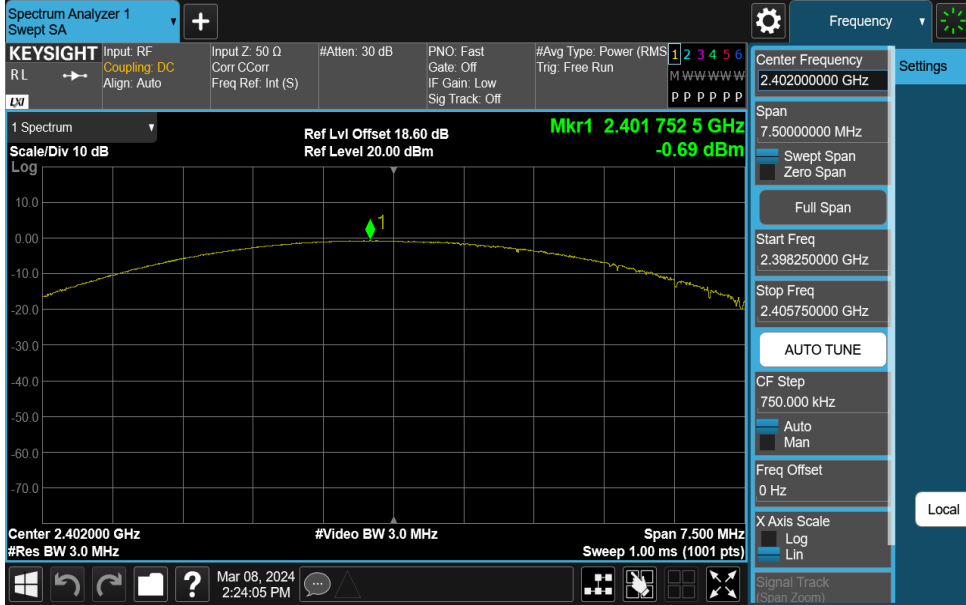 Spectrum Analyzer 1
Swept SA
Frequency
KEYSIGHT
R L
LXI
Input: RF
Coupling: DC
Align: Auto
Input Z: 50 Ω
Corr CCorr
Freq Ref: Int (S)
#Atten: 30 dB
PNO: Fast
Gate: Off
IF Gain: Low
Sig Track: Off
#Avg Type: Power (RMS
Trig: Free Run
1 2 3 4 5 6
M W W W W W
P P P P P P
1 Spectrum
Scale/Div 10 dB
Log
Ref Lvl Offset 18.60 dB
Ref Level 20.00 dBm
Mkr1 2.401 752 5 GHz
-0.69 dBm
10.0
0.00
-10.0
-20.0
-30.0
-40.0
-50.0
-60.0
-70.0
1
Center 2.402000 GHz
#Res BW 3.0 MHz
#Video BW 3.0 MHz
Span 7.500 MHz
Sweep 1.00 ms (1001 pts)
Mar 08, 2024
2:24:05 PM
Center Frequency
2.402000000 GHz
Span
7.50000000 MHz
Swept Span
Zero Span
Full Span
Start Freq
2.398250000 GHz
Stop Freq
2.405750000 GHz
AUTO TUNE
CF Step
750.000 kHz
Auto
Man
Freq Offset
0 Hz
X Axis Scale
Log
Lin
Signal Track
(Span Zoom)
Settings
Local